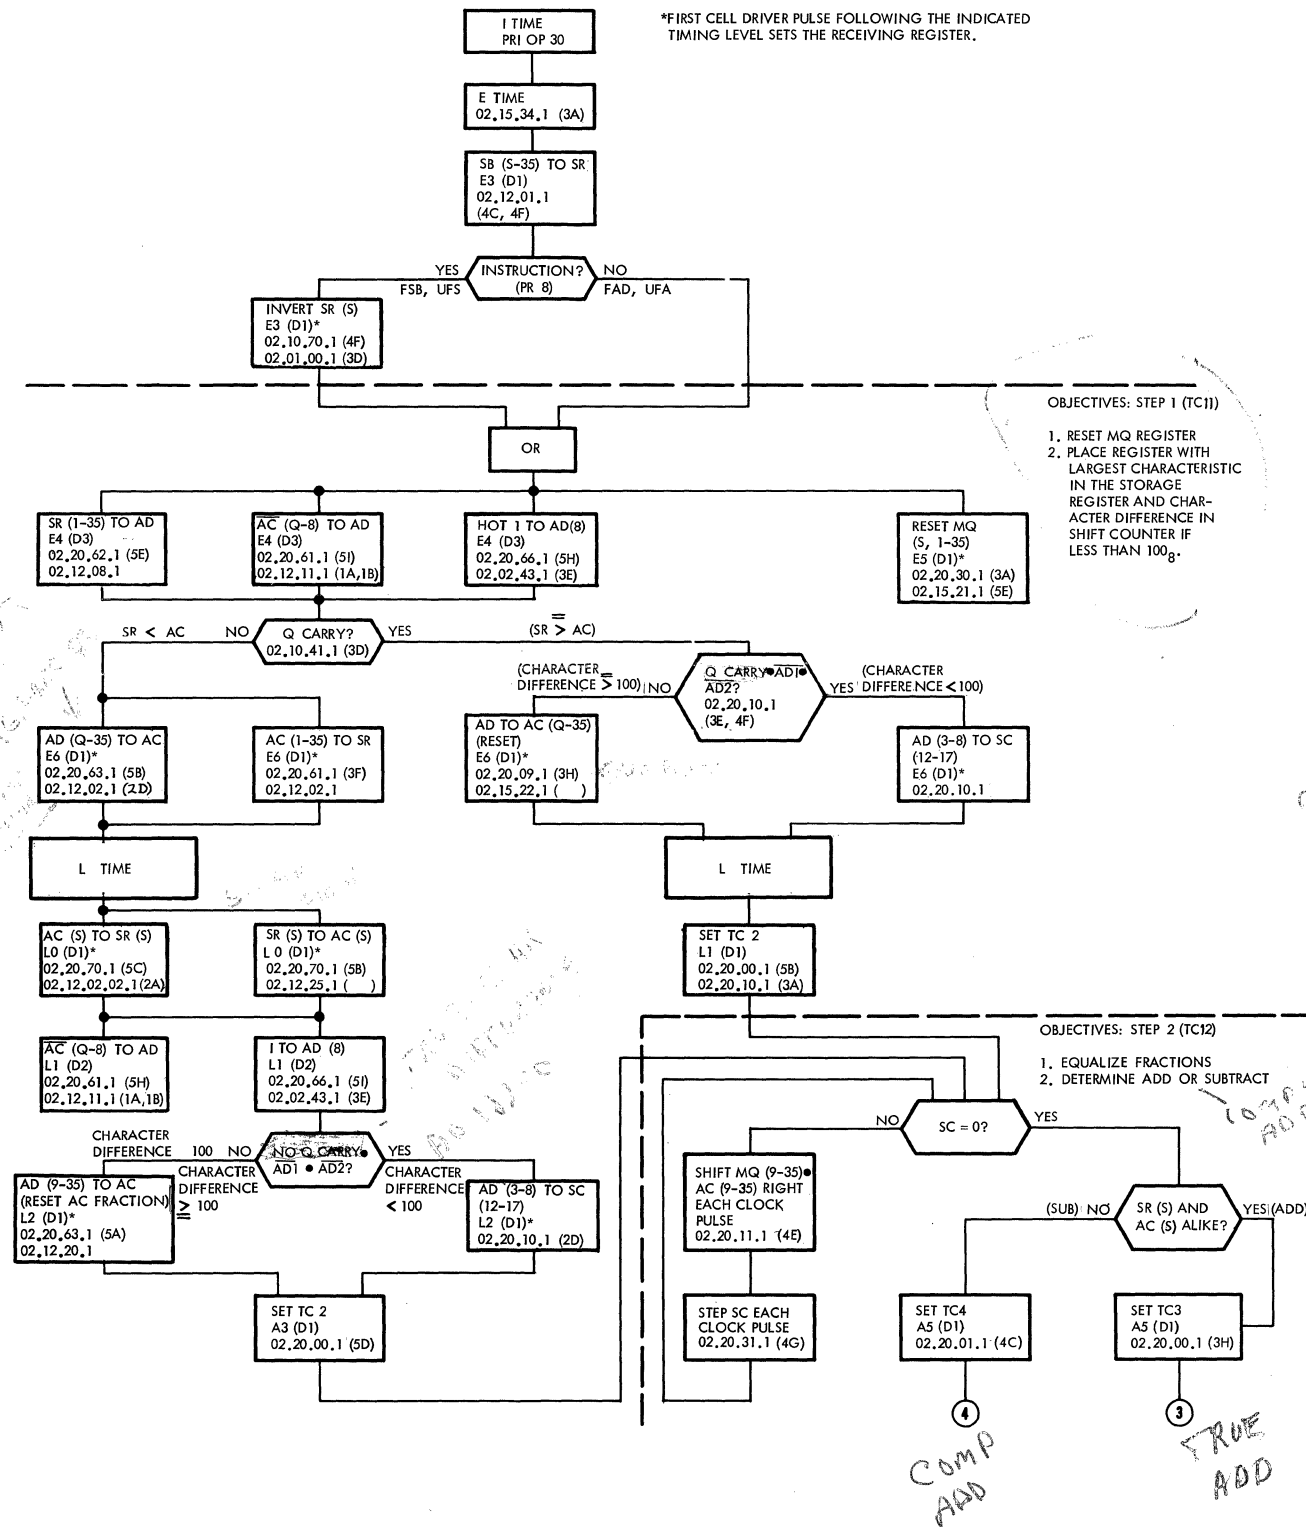 I TIME
PRI OP 30
*FIRST CELL DRIVER PULSE FOLLOWING THE INDICATED
TIMING LEVEL SETS THE RECEIVING REGISTER.
E TIME
02.15.34.1 (3A)
SB (S-35) TO SR
E3 (D1)
02.12.01.1
(4C, 4F)
YES
INSTRUCTION?
NO
FSB, UFS
(PR 8)
FAD, UFA
INVERT SR (S)
E3 (D1)*
02.10.70.1 (4F)
02.01.00.1 (3D)
OBJECTIVES: STEP 1 (TC11)
1. RESET MQ REGISTER
2. PLACE REGISTER WITH
LARGEST CHARACTERISTIC
IN THE STORAGE
REGISTER AND CHAR-
ACTER DIFFERENCE IN
SHIFT COUNTER IF
LESS THAN 100₈.
OR
SR (1-35) TO AD
E4 (D3)
02.20.62.1 (5E)
02.12.08.1
A̅C̅ (Q-8) TO AD
E4 (D3)
02.20.61.1 (5I)
02.12.11.1 (1A,1B)
HOT 1 TO AD(8)
E4 (D3)
02.20.66.1 (5H)
02.02.43.1 (3E)
RESET MQ
(S, 1-35)
E5 (D1)*
02.20.30.1 (3A)
02.15.21.1 (5E)
SR < AC
NO
Q CARRY?
02.10.41.1 (3D)
YES
(SR ≧ AC)
(CHARACTER
DIFFERENCE ≧ 100)
NO
Q CARRY●A̅D̅1̅●
A̅D̅2̅?
02.20.10.1
(3E, 4F)
YES
(CHARACTER
DIFFERENCE < 100)
AD (Q-35) TO AC
E6 (D1)*
02.20.63.1 (5B)
02.12.02.1 (2D)
AC (1-35) TO SR
E6 (D1)*
02.20.61.1 (3F)
02.12.02.1
AD TO AC (Q-35)
(RESET)
E6 (D1)*
02.20.09.1 (3H)
02.15.22.1 ( )
AD (3-8) TO SC
(12-17)
E6 (D1)*
02.20.10.1
L TIME
L TIME
AC (S) TO SR (S)
L0 (D1)*
02.20.70.1 (5C)
02.12.02.02.1(2A)
SR (S) TO AC (S)
L 0 (D1)*
02.20.70.1 (5B)
02.12.25.1 ( )
SET TC 2
L1 (D1)
02.20.00.1 (5B)
02.20.10.1 (3A)
A̅C̅ (Q-8) TO AD
L1 (D2)
02.20.61.1 (5H)
02.12.11.1 (1A,1B)
I TO AD (8)
L1 (D2)
02.20.66.1 (5I)
02.02.43.1 (3E)
OBJECTIVES: STEP 2 (TC12)
1. EQUALIZE FRACTIONS
2. DETERMINE ADD OR SUBTRACT
CHARACTER
DIFFERENCE 100 NO
CHARACTER
DIFFERENCE
≧ 100
NO Q CARRY●
AD1 ● AD2?
YES
CHARACTER
DIFFERENCE
< 100
NO
SC = 0?
YES
AD (9-35) TO AC
(RESET AC FRACTION)
L2 (D1)*
02.20.63.1 (5A)
02.12.20.1
AD (3-8) TO SC
(12-17)
L2 (D1)*
02.20.10.1 (2D)
SHIFT MQ (9-35)●
AC (9-35) RIGHT
EACH CLOCK
PULSE
02.20.11.1 (4E)
(SUB) NO
SR (S) AND
AC (S) ALIKE?
YES (ADD)
SET TC 2
A3 (D1)
02.20.00.1 (5D)
STEP SC EACH
CLOCK PULSE
02.20.31.1 (4G)
SET TC4
A5 (D1)
02.20.01.1 (4C)
SET TC3
A5 (D1)
02.20.00.1 (3H)
4
3
COMP
ADD
TRUE
ADD